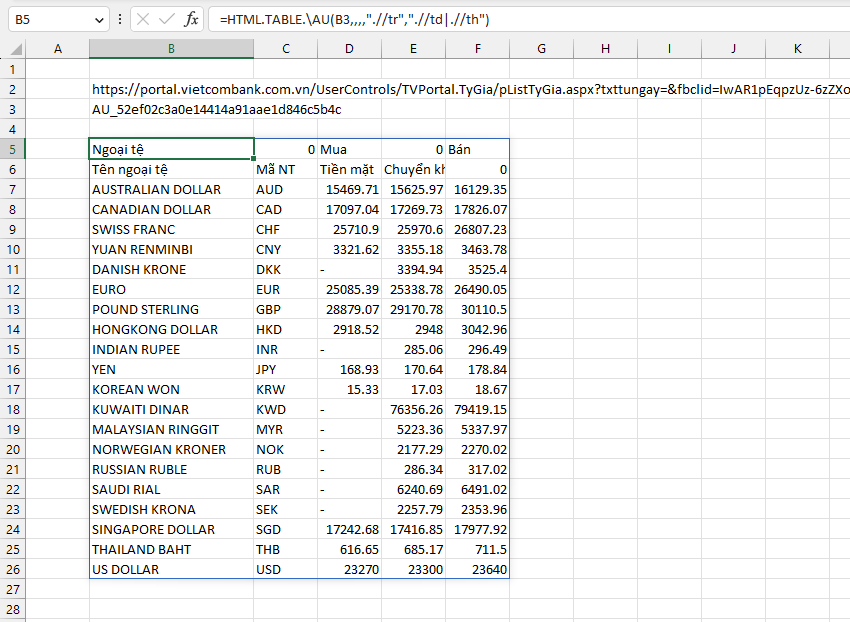 B5 fx =HTML.TABLE.\AU(B3,,,,".//tr",".//td|.//th")
A B C D E F G H I J K
1
2 https://portal.vietcombank.com.vn/UserControls/TVPortal.TyGia/pListTyGia.aspx?txttungay=&fbclid=IwAR1pEqpzUz-6zZXo
3 AU_52ef02c3a0e14414a91aae1d846c5b4c
4
5 Ngoại tệ 0 Mua 0 Bán
6 Tên ngoại tệ Mã NT Tiền mặt Chuyển kh 0
7 AUSTRALIAN DOLLAR AUD 15469.71 15625.97 16129.35
8 CANADIAN DOLLAR CAD 17097.04 17269.73 17826.07
9 SWISS FRANC CHF 25710.9 25970.6 26807.23
10 YUAN RENMINBI CNY 3321.62 3355.18 3463.78
11 DANISH KRONE DKK - 3394.94 3525.4
12 EURO EUR 25085.39 25338.78 26490.05
13 POUND STERLING GBP 28879.07 29170.78 30110.5
14 HONGKONG DOLLAR HKD 2918.52 2948 3042.96
15 INDIAN RUPEE INR - 285.06 296.49
16 YEN JPY 168.93 170.64 178.84
17 KOREAN WON KRW 15.33 17.03 18.67
18 KUWAITI DINAR KWD - 76356.26 79419.15
19 MALAYSIAN RINGGIT MYR - 5223.36 5337.97
20 NORWEGIAN KRONER NOK - 2177.29 2270.02
21 RUSSIAN RUBLE RUB - 286.34 317.02
22 SAUDI RIAL SAR - 6240.69 6491.02
23 SWEDISH KRONA SEK - 2257.79 2353.96
24 SINGAPORE DOLLAR SGD 17242.68 17416.85 17977.92
25 THAILAND BAHT THB 616.65 685.17 711.5
26 US DOLLAR USD 23270 23300 23640
27
28